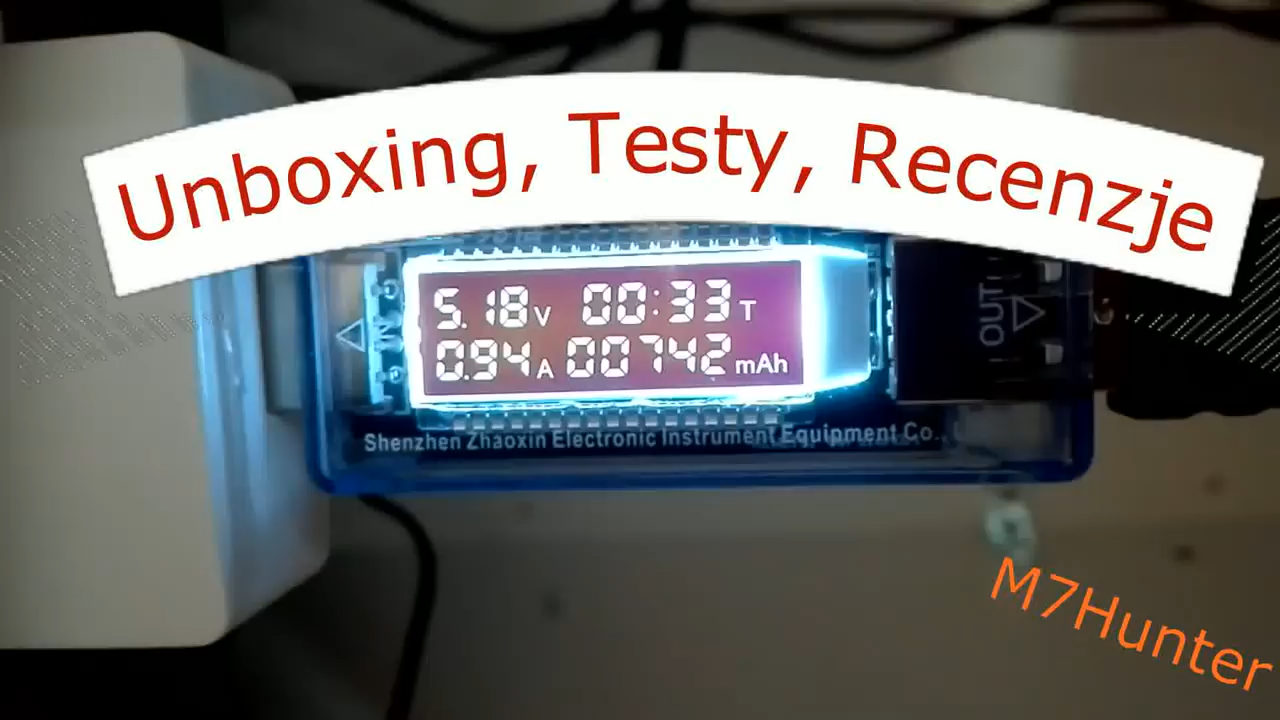 Unboxing, Testy, Recenzje
5.18V 00:33T
0.94A 00742mAh
IN
OUT
Shenzhen Zhaoxin Electronic Instrument Equipment Co.,
M7Hunter